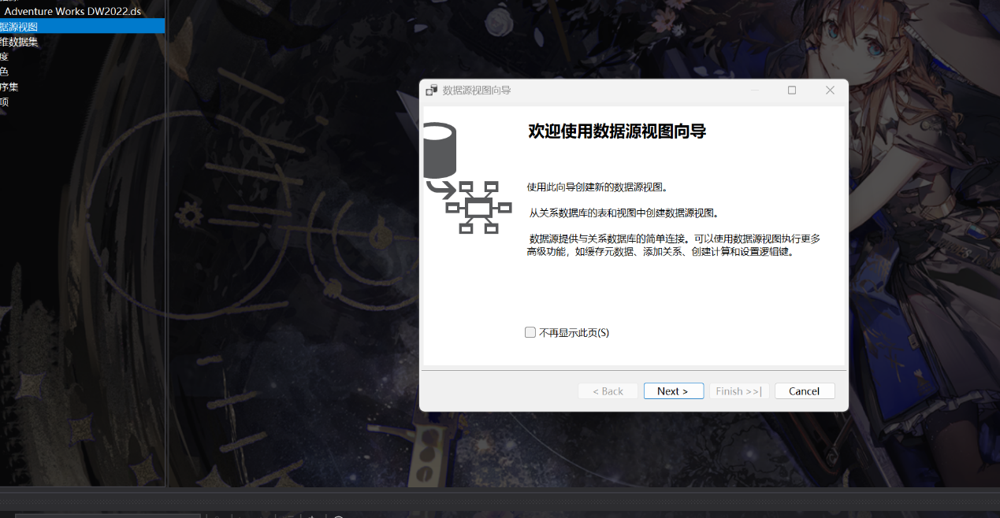 Adventure Works DW2022.ds
据源视图
维数据集
度
色
序集
项
数据源视图向导
欢迎使用数据源视图向导
使用此向导创建新的数据源视图。
从关系数据库的表和视图中创建数据源视图。
数据源提供与关系数据库的简单连接。可以使用数据源视图执行更多
高级功能，如缓存元数据、添加关系、创建计算和设置逻辑键。
不再显示此页(S)
< Back
Next >
Finish >>|
Cancel